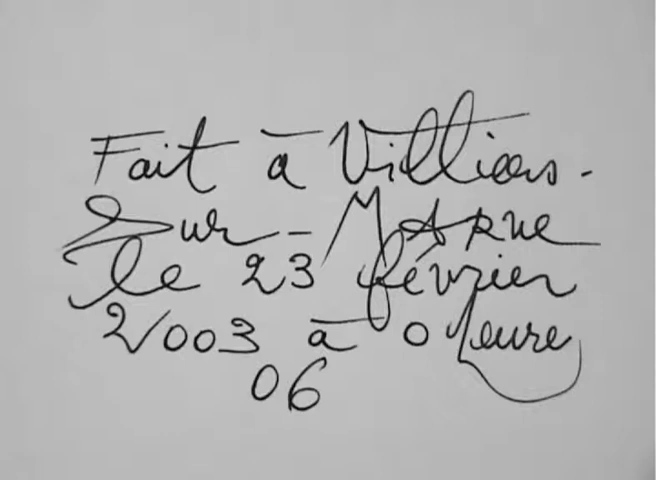 Fait à Villiers-
Sur-Marne
le 23 février
2003 à 0 heure
06